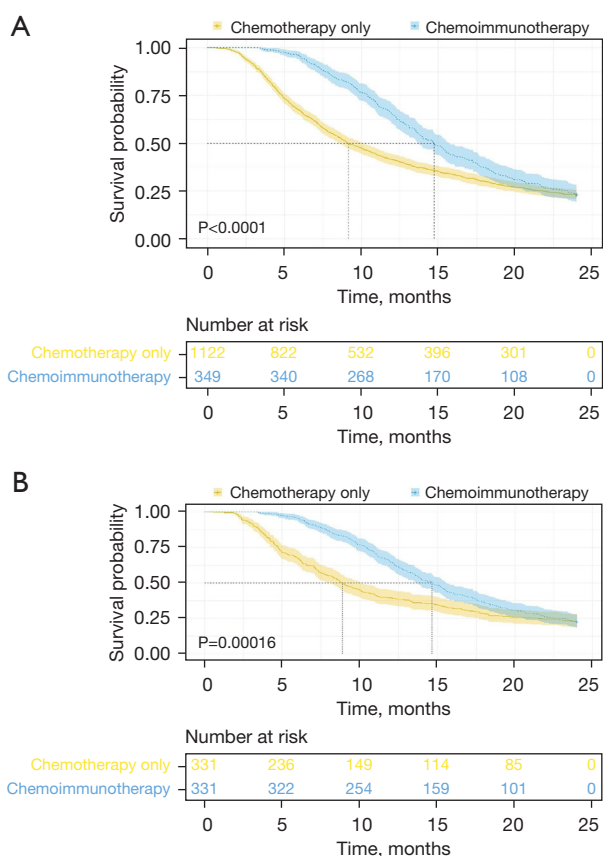 A
Chemotherapy only Chemoimmunotherapy
Survival probability
1.00
0.75
0.50
0.25
0.00
P<0.0001
0 5 10 15 20 25
Time, months
Number at risk
Chemotherapy only 1122 822 532 396 301 0
Chemoimmunotherapy 349 340 268 170 108 0
0 5 10 15 20 25
Time, months
B
Chemotherapy only Chemoimmunotherapy
Survival probability
1.00
0.75
0.50
0.25
0.00
P=0.00016
0 5 10 15 20 25
Time, months
Number at risk
Chemotherapy only 331 236 149 114 85 0
Chemoimmunotherapy 331 322 254 159 101 0
0 5 10 15 20 25
Time, months